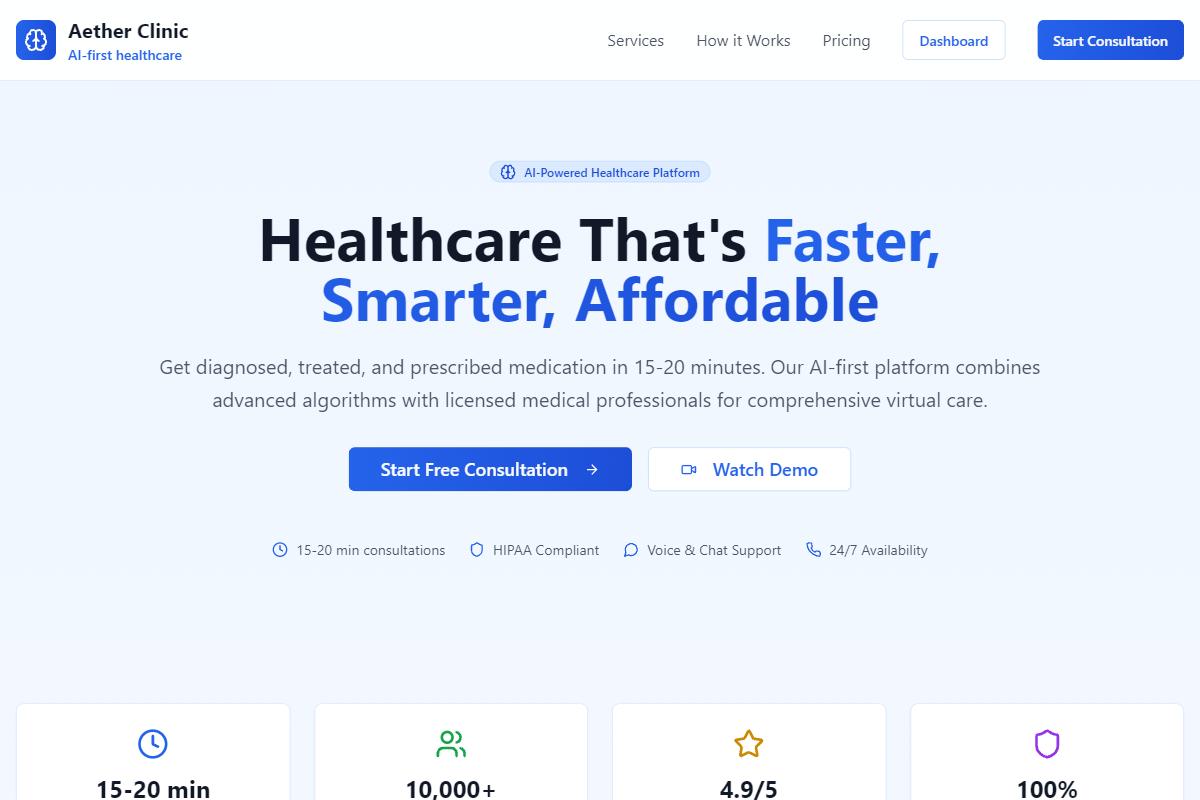 Aether Clinic
AI-first healthcare
Services
How it Works
Pricing
Dashboard
Start Consultation
AI-Powered Healthcare Platform
Healthcare That's Faster,
Smarter, Affordable
Get diagnosed, treated, and prescribed medication in 15-20 minutes. Our AI-first platform combines
advanced algorithms with licensed medical professionals for comprehensive virtual care.
Start Free Consultation
Watch Demo
15-20 min consultations
HIPAA Compliant
Voice & Chat Support
24/7 Availability
15-20 min
10,000+
4.9/5
100%